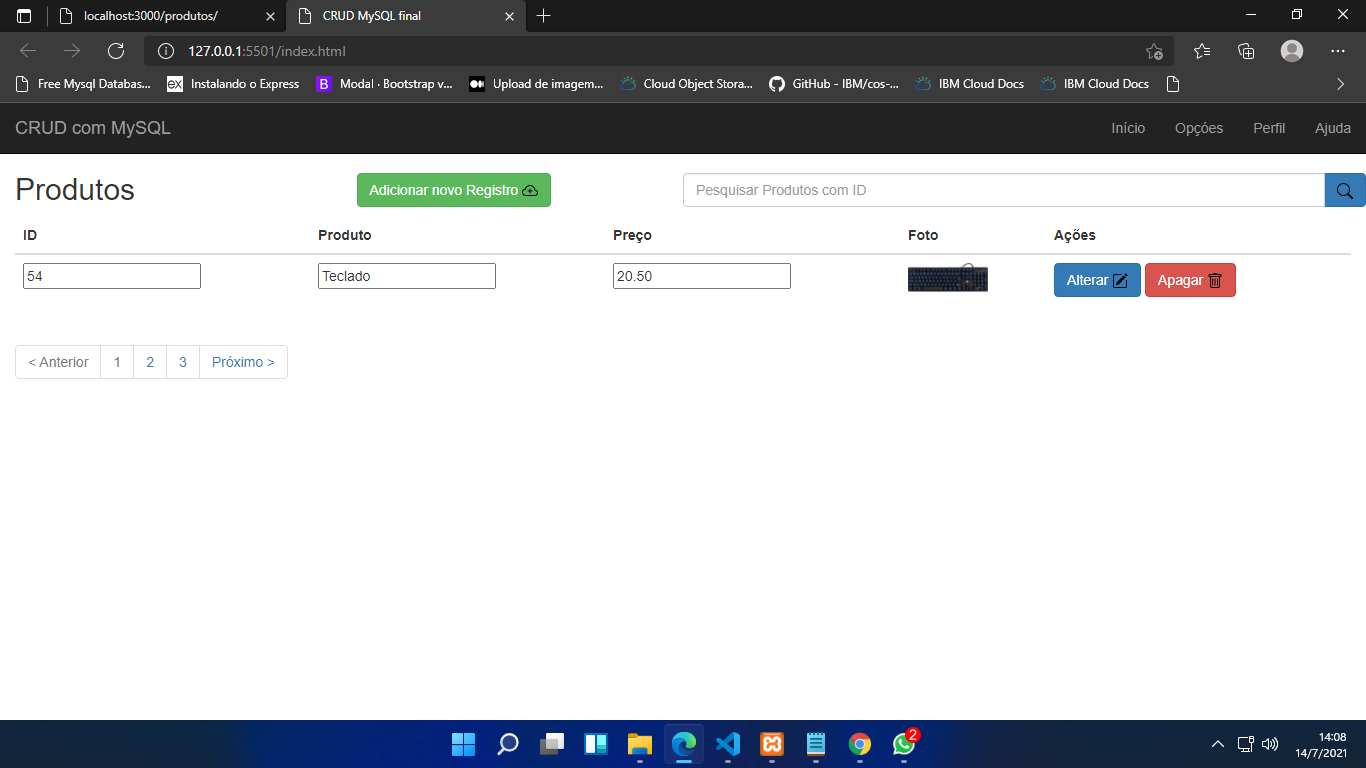 localhost:3000/produtos/
CRUD MySQL final
127.0.0.1:5501/index.html
Free Mysql Databas...
ex
Instalando o Express
B
Modal · Bootstrap v...
Upload de imagem...
Cloud Object Stora...
GitHub - IBM/cos-...
IBM Cloud Docs
IBM Cloud Docs
CRUD com MySQL
Início
Opçóes
Perfil
Ajuda
Produtos
Adicionar novo Registro
Pesquisar Produtos com ID
ID
Produto
Preço
Foto
Ações
54
Teclado
20.50
Alterar
Apagar
< Anterior
1
2
3
Próximo >
2
14:08
14/7/2021